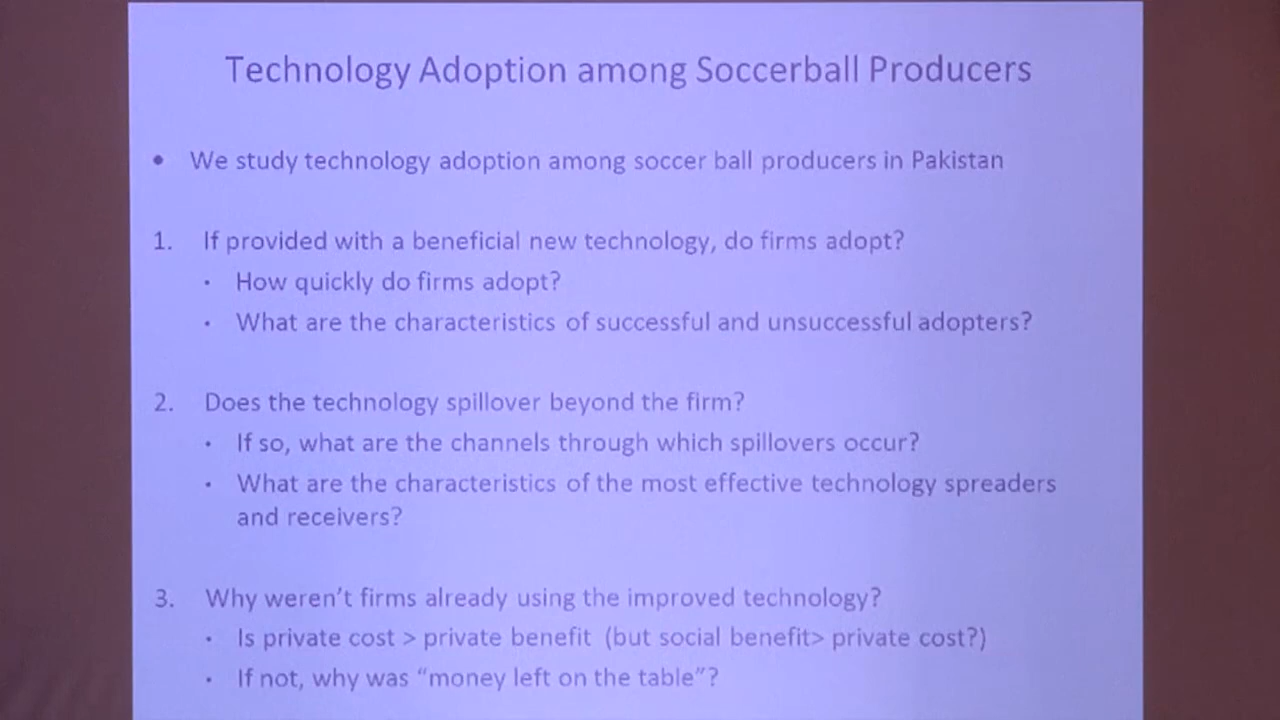 Technology Adoption among Soccerball Producers
• We study technology adoption among soccer ball producers in Pakistan
1. If provided with a beneficial new technology, do firms adopt?
• How quickly do firms adopt?
• What are the characteristics of successful and unsuccessful adopters?
2. Does the technology spillover beyond the firm?
• If so, what are the channels through which spillovers occur?
• What are the characteristics of the most effective technology spreaders
and receivers?
3. Why weren’t firms already using the improved technology?
• Is private cost > private benefit (but social benefit> private cost?)
• If not, why was “money left on the table”?